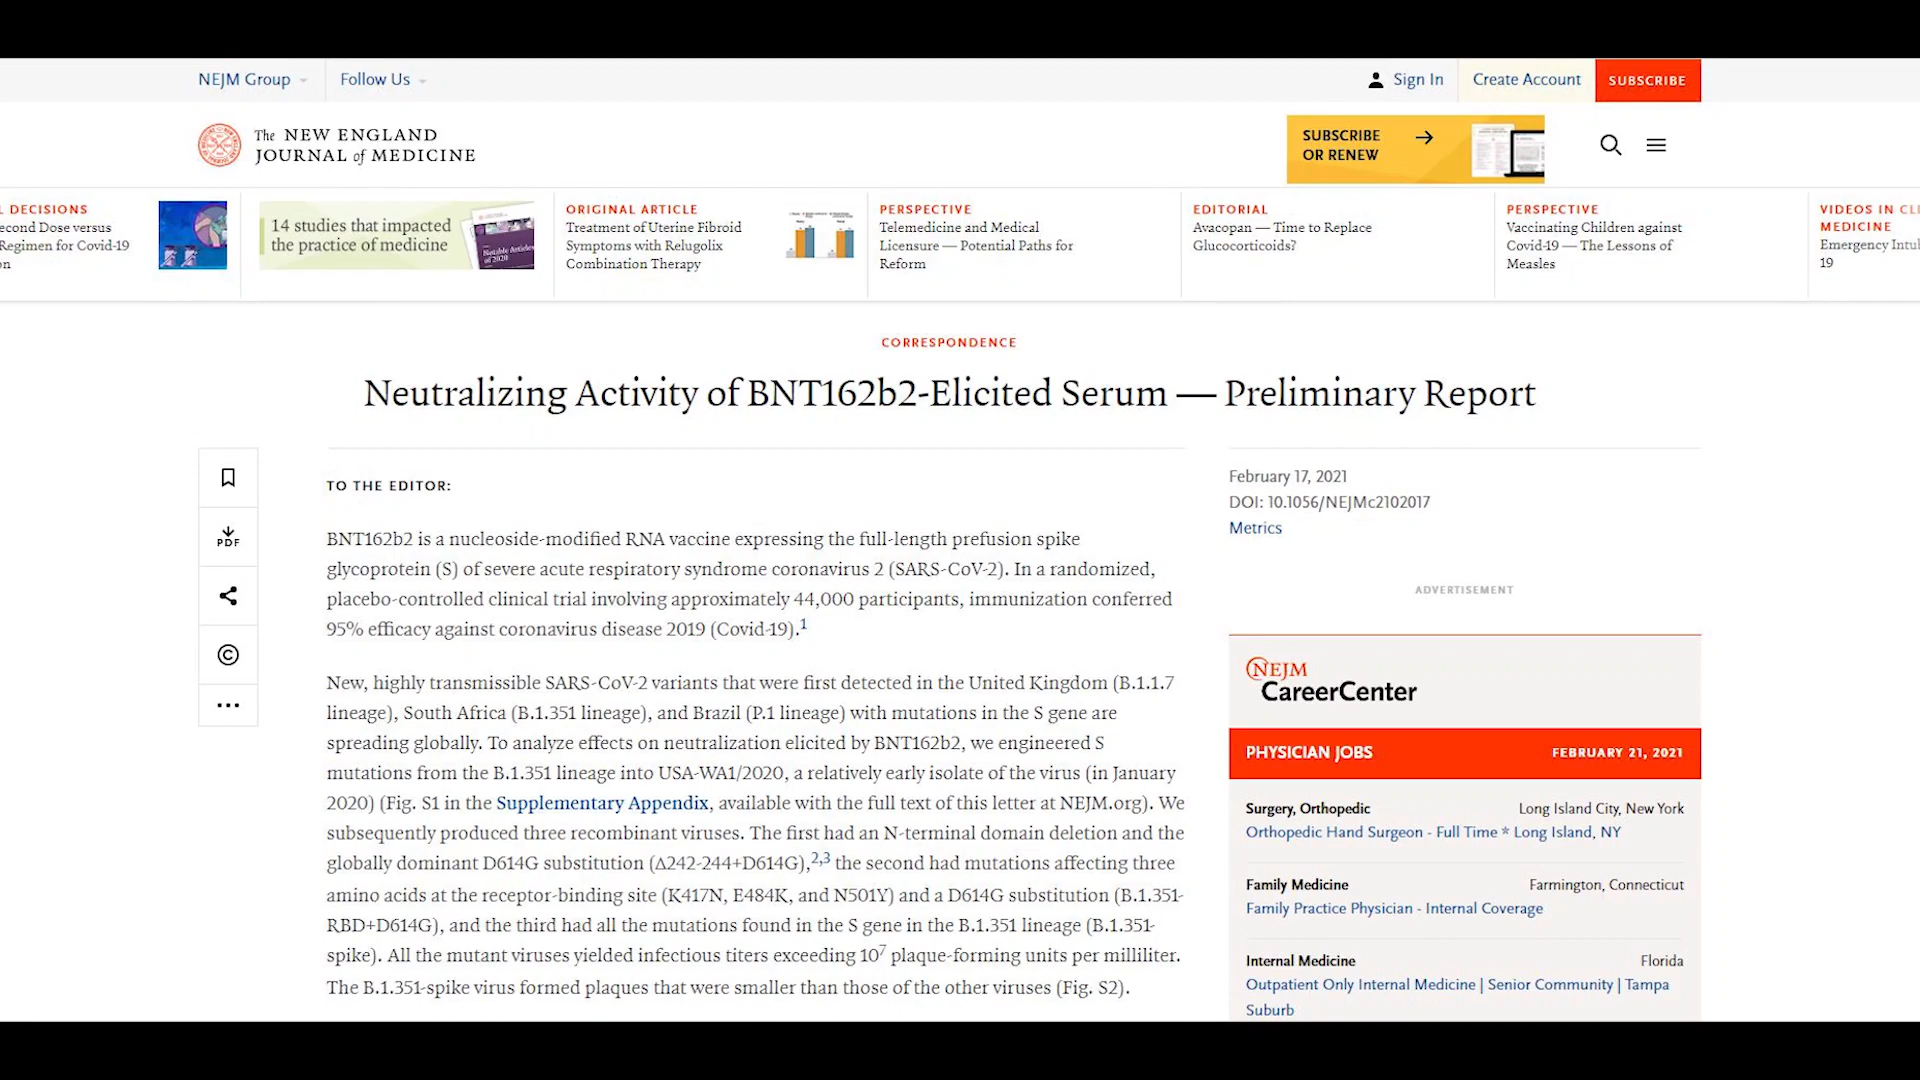 NEJM Group
Follow Us
Sign In
Create Account
SUBSCRIBE
The NEW ENGLAND
JOURNAL of MEDICINE
SUBSCRIBE
OR RENEW
L DECISIONS
econd Dose versus
Regimen for Covid-19
on
14 studies that impacted
the practice of medicine
Notable Articles
of 2020
ORIGINAL ARTICLE
Treatment of Uterine Fibroid
Symptoms with Relugolix
Combination Therapy
PERSPECTIVE
Telemedicine and Medical
Licensure — Potential Paths for
Reform
EDITORIAL
Avacopan — Time to Replace
Glucocorticoids?
PERSPECTIVE
Vaccinating Children against
Covid-19 — The Lessons of
Measles
VIDEOS IN CLI
MEDICINE
Emergency Intub
19
CORRESPONDENCE
Neutralizing Activity of BNT162b2-Elicited Serum — Preliminary Report
PDF
TO THE EDITOR:
BNT162b2 is a nucleoside-modified RNA vaccine expressing the full-length prefusion spike
glycoprotein (S) of severe acute respiratory syndrome coronavirus 2 (SARS-CoV-2). In a randomized,
placebo-controlled clinical trial involving approximately 44,000 participants, immunization conferred
95% efficacy against coronavirus disease 2019 (Covid-19).1
New, highly transmissible SARS-CoV-2 variants that were first detected in the United Kingdom (B.1.1.7
lineage), South Africa (B.1.351 lineage), and Brazil (P.1 lineage) with mutations in the S gene are
spreading globally. To analyze effects on neutralization elicited by BNT162b2, we engineered S
mutations from the B.1.351 lineage into USA-WA1/2020, a relatively early isolate of the virus (in January
2020) (Fig. S1 in the Supplementary Appendix, available with the full text of this letter at NEJM.org). We
subsequently produced three recombinant viruses. The first had an N-terminal domain deletion and the
globally dominant D614G substitution (Δ242-244+D614G),2,3 the second had mutations affecting three
amino acids at the receptor-binding site (K417N, E484K, and N501Y) and a D614G substitution (B.1.351-
RBD+D614G), and the third had all the mutations found in the S gene in the B.1.351 lineage (B.1.351-
spike). All the mutant viruses yielded infectious titers exceeding 10⁷ plaque-forming units per milliliter.
The B.1.351-spike virus formed plaques that were smaller than those of the other viruses (Fig. S2).
February 17, 2021
DOI: 10.1056/NEJMc2102017
Metrics
ADVERTISEMENT
NEJM
CareerCenter
PHYSICIAN JOBS
FEBRUARY 21, 2021
Surgery, Orthopedic
Long Island City, New York
Orthopedic Hand Surgeon - Full Time * Long Island, NY
Family Medicine
Farmington, Connecticut
Family Practice Physician - Internal Coverage
Internal Medicine
Florida
Outpatient Only Internal Medicine | Senior Community | Tampa
Suburb